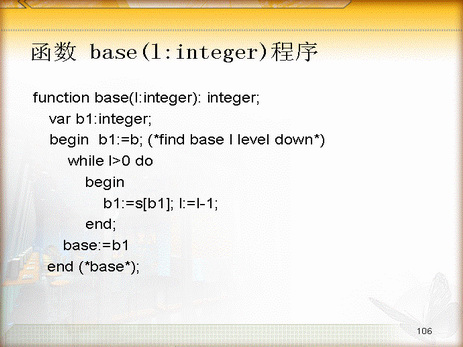 函数 base(l:integer)程序
function base(l:integer): integer;
var b1:integer;
begin b1:=b; (*find base l level down*)
while l>0 do
begin
b1:=s[b1]; l:=l-1;
end;
base:=b1
end (*base*);
106